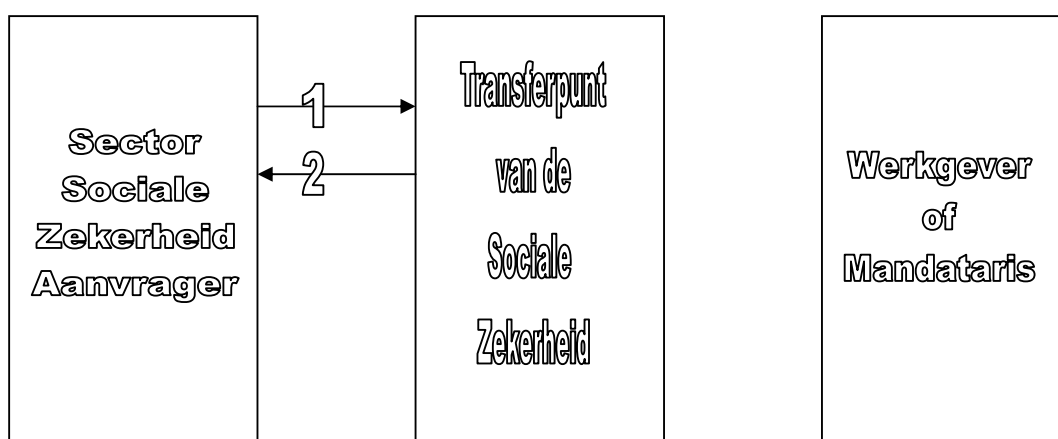 Sector
Sociale
Zekerheid
Aanvrager
1
2
Transferpunt
van de
Sociale
Zekerheid
Werkgever
of
Mandataris